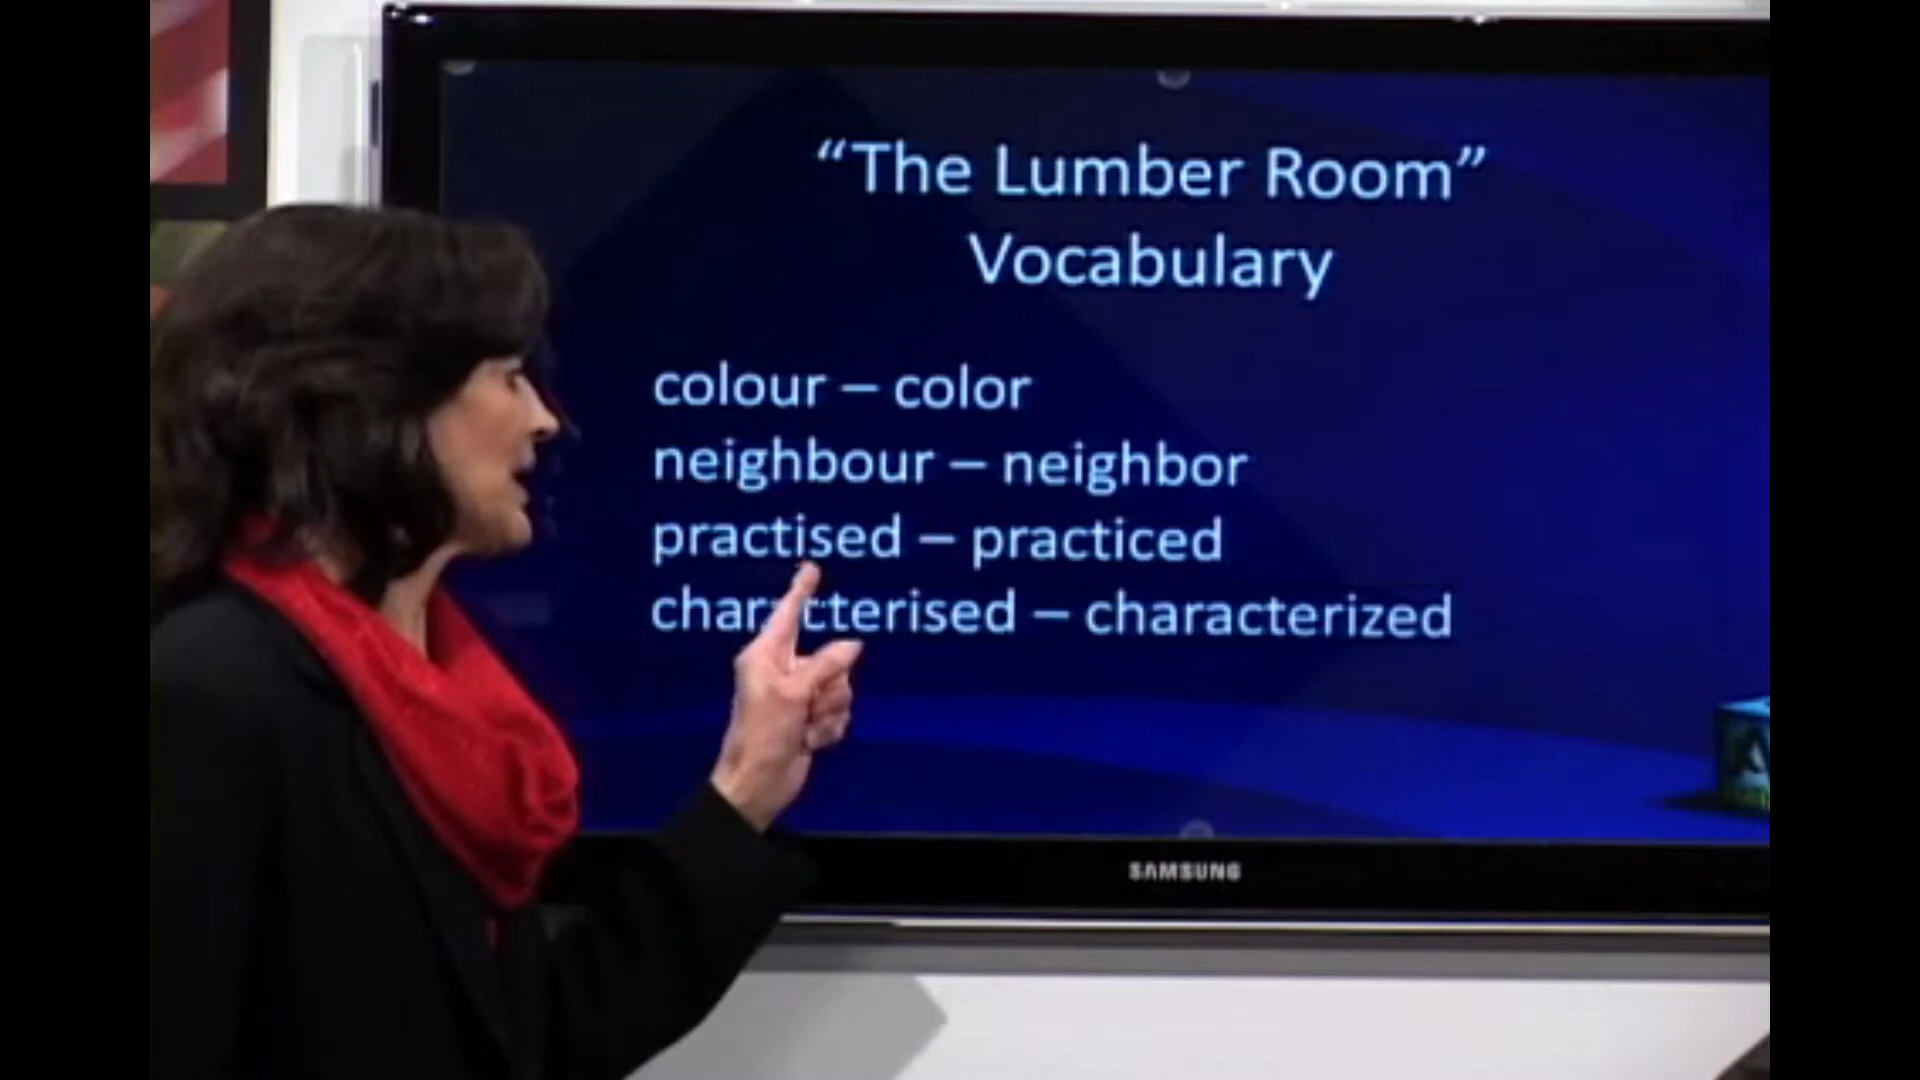 “The Lumber Room”
Vocabulary
colour – color
neighbour – neighbor
practised – practiced
characterised – characterized
SAMSUNG